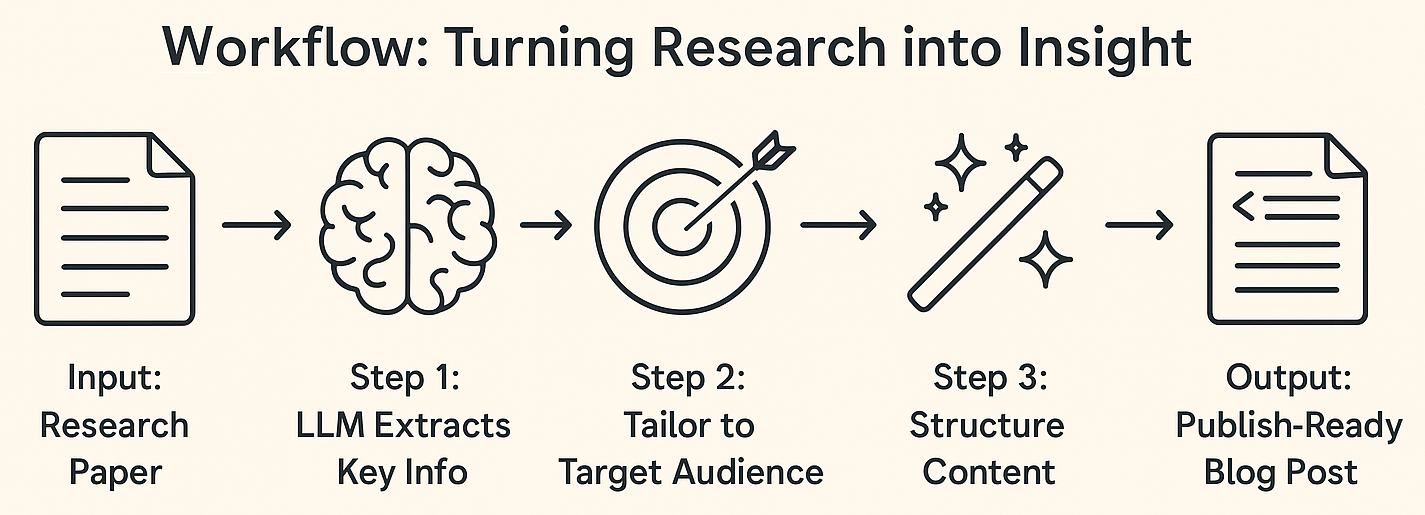 Workflow: Turning Research into Insight
Input:
Research
Paper
Step 1:
LLM Extracts
Key Info
Step 2:
Tailor to
Target Audience
Step 3:
Structure
Content
Output:
Publish-Ready
Blog Post